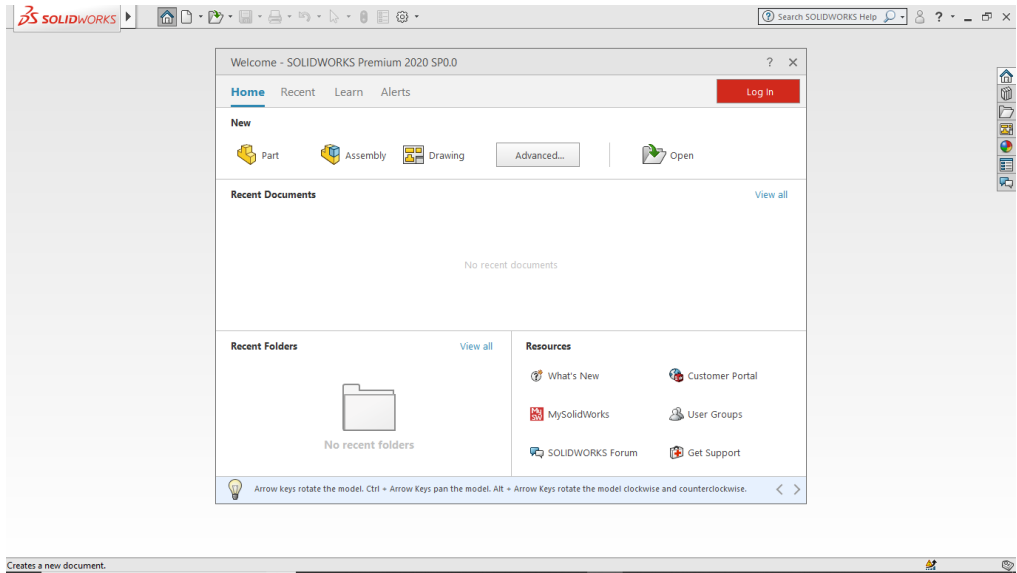 SOLIDWORKS
Search SOLIDWORKS Help
Welcome - SOLIDWORKS Premium 2020 SP0.0
Home Recent Learn Alerts Log In
New
Part Assembly Drawing Advanced... Open
Recent Documents View all
No recent documents
Recent Folders View all Resources
What's New Customer Portal
MySolidWorks User Groups
No recent folders
SOLIDWORKS Forum Get Support
Arrow keys rotate the model. Ctrl + Arrow Keys pan the model. Alt + Arrow Keys rotate the model clockwise and counterclockwise.
Creates a new document.